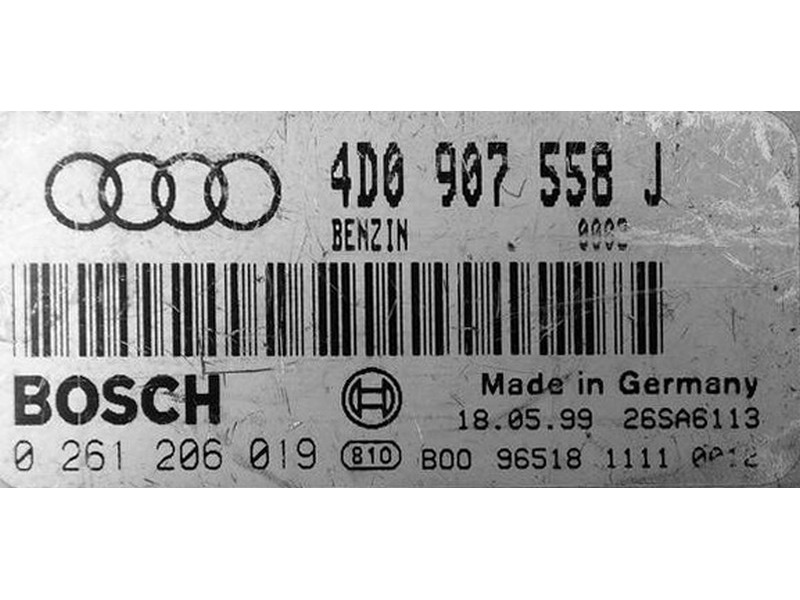 4D0 907 558 J
BENZIN
BOSCH
Made in Germany
18.05.99 26SA6113
0 261 206 019 810 B00 96518 1111